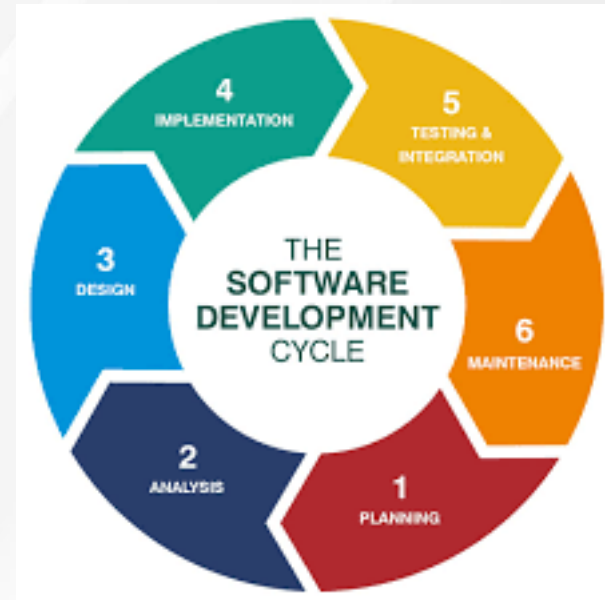 THE
SOFTWARE
DEVELOPMENT
CYCLE
1
PLANNING
2
ANALYSIS
3
DESIGN
4
IMPLEMENTATION
5
TESTING &
INTEGRATION
6
MAINTENANCE